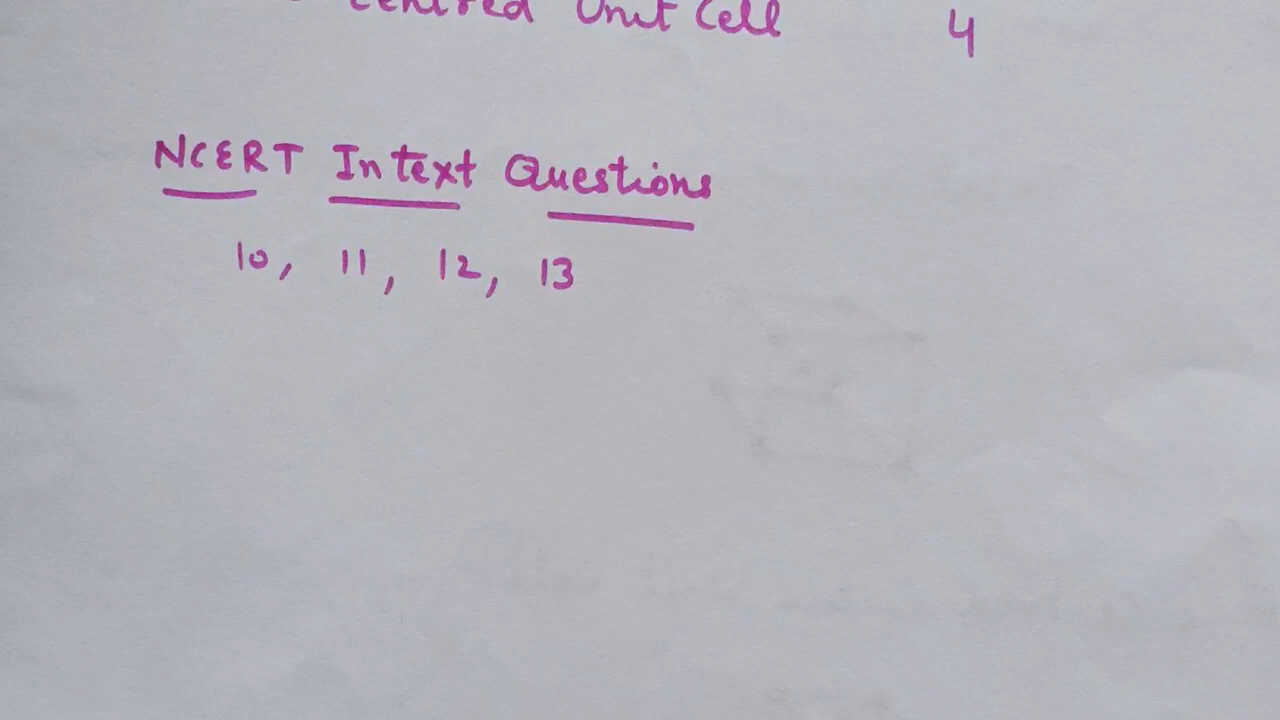 centred Unit Cell 4
NCERT Intext Questions
10, 11, 12, 13